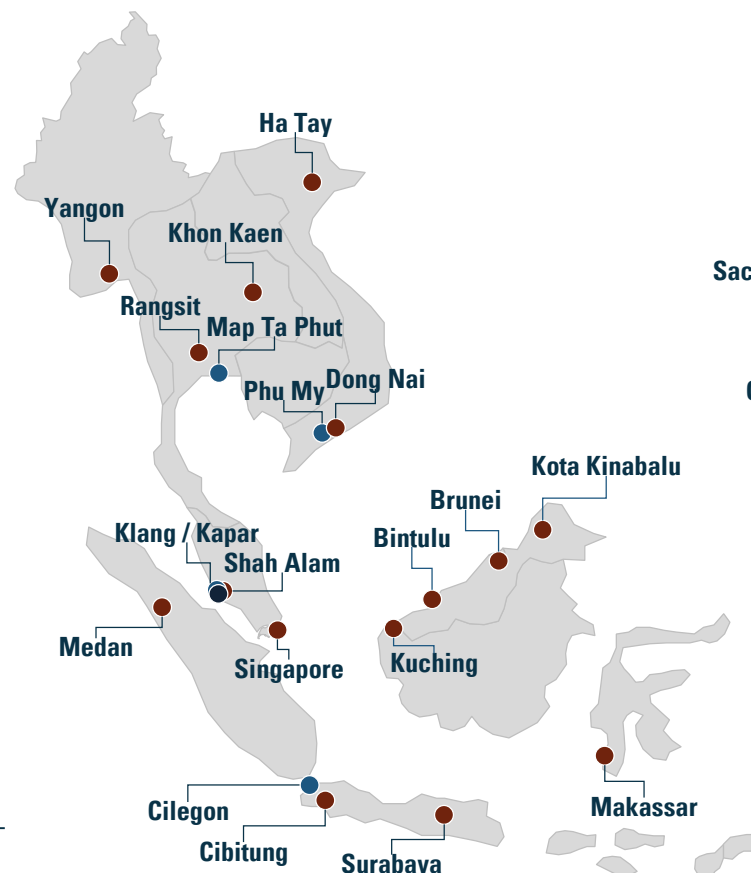 Ha Tay
Yangon
Khon Kaen
Sac
Rangsit
Map Ta Phut
Phu My
Dong Nai
Kota Kinabalu
Brunei
Bintulu
Klang / Kapar
Shah Alam
Medan
Singapore
Kuching
Cilegon
Makassar
Cibitung
Surabaya